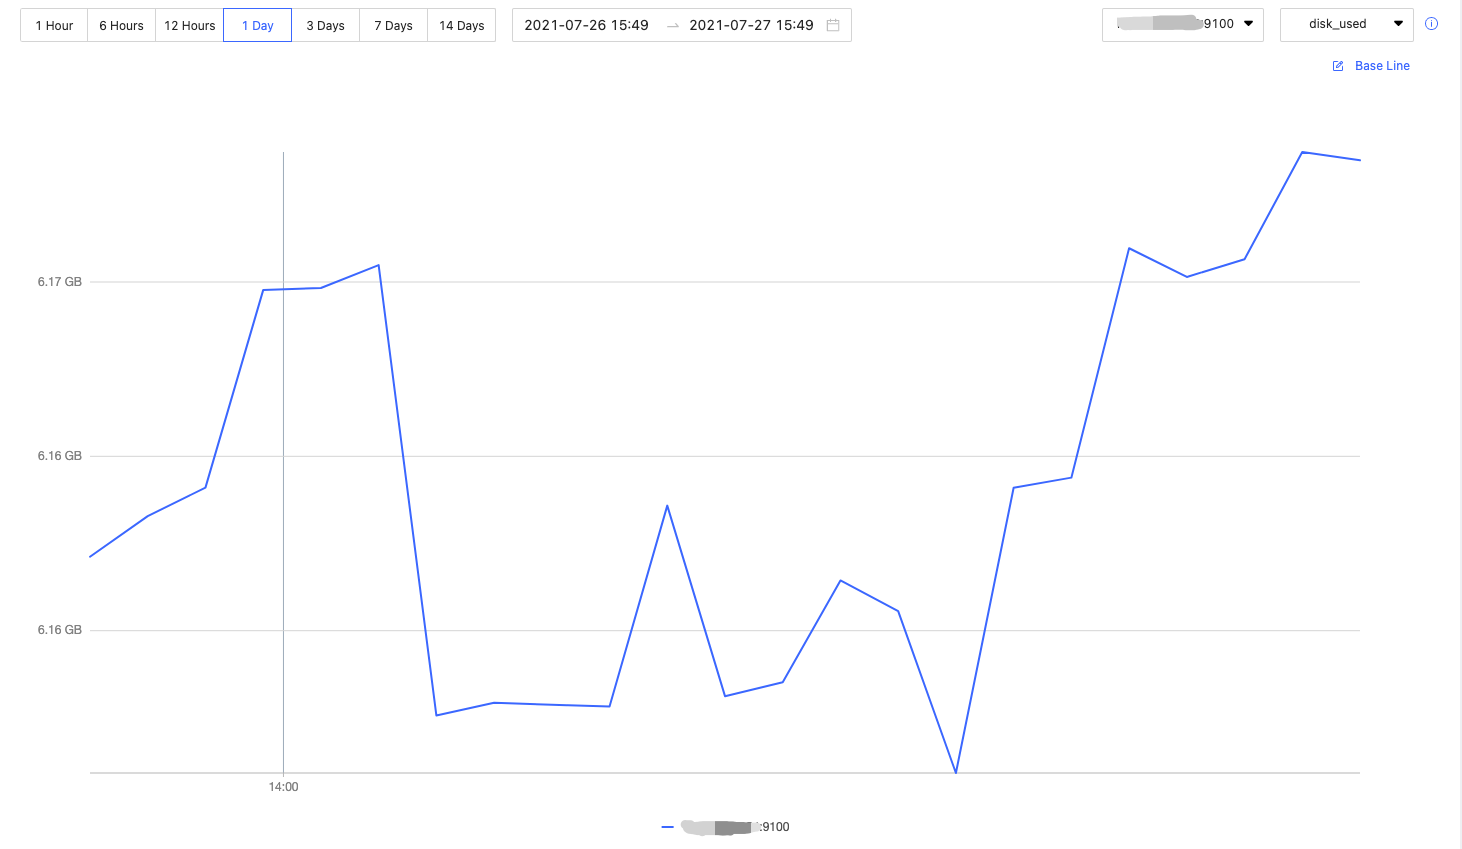 1 Hour 6 Hours 12 Hours 1 Day 3 Days 7 Days 14 Days 2021-07-26 15:49 → 2021-07-27 15:49 :9100 disk_used
Base Line
6.17 GB
6.16 GB
6.16 GB
14:00
:9100